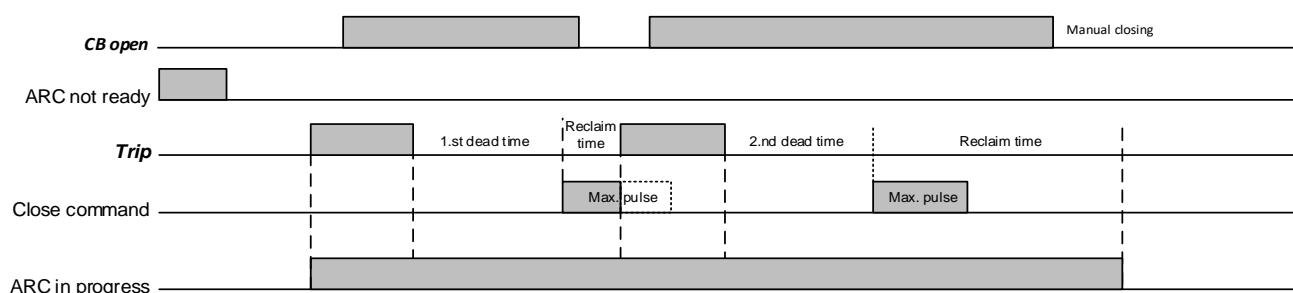 Manual closing
CB open
ARC not ready
Reclaim
time
1.st dead time
2.nd dead time
Reclaim time
Trip
Max. pulse
Max. pulse
Close command
ARC in progress